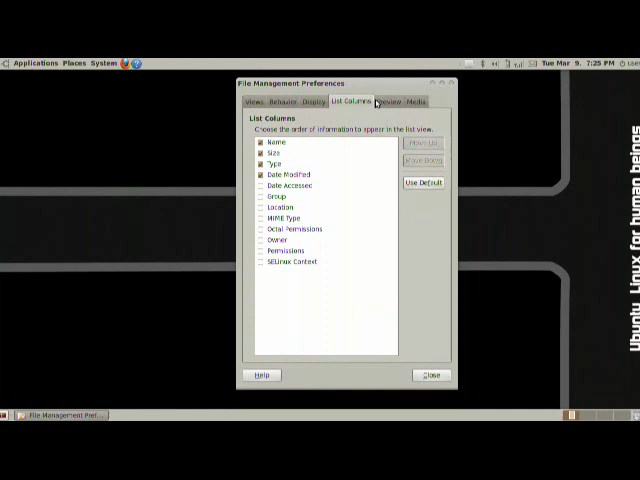 Applications Places System
Tue Mar 9, 7:25 PM
File Management Preferences
Views Behavior Display List Columns Preview Media
List Columns
Choose the order of information to appear in the list view.
Name
Size
Type
Date Modified
Date Accessed
Group
Location
MIME Type
Octal Permissions
Owner
Permissions
SELinux Context
Move Up
Move Down
Use Default
Help
Close
Ubuntu, Linux for human beings
File Management Pref...